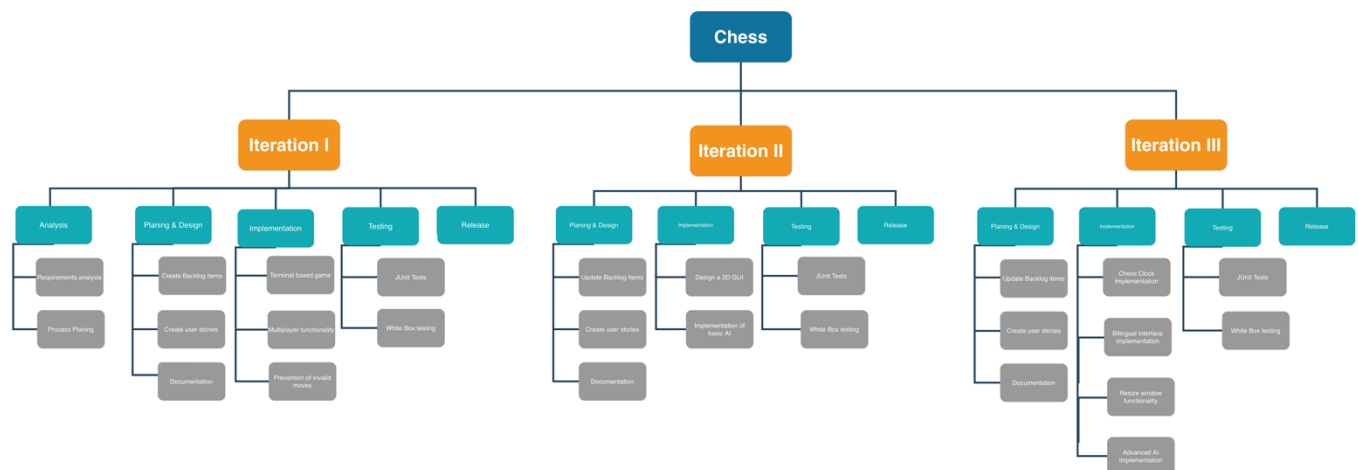 Chess
Iteration I
Iteration II
Iteration III
Analysis
Planing & Design
Implementation
Testing
Release
Requirements analysis
Process Planing
Create Backlog items
Create user stories
Documentation
Terminal based game
Multiplayer functionality
Prevention of invalid
moves
JUnit Tests
White Box testing
Planing & Design
Implementation
Testing
Release
Update Backlog items
Create user stories
Documentation
Design a 2D GUI
Implementation of
basic AI
JUnit Tests
White Box testing
Planing & Design
Implementation
Testing
Release
Update Backlog items
Create user stories
Documentation
Chess Clock
Implementation
Bilingual interface
implementation
Resize window
functionality
Advanced AI
implementation
JUnit Tests
White Box testing